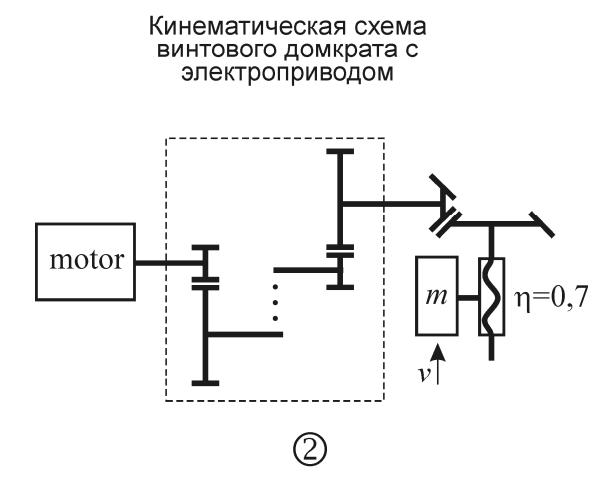 Кинематическая схема
винтового домкрата с
электроприводом
motor
m
η=0,7
v
②